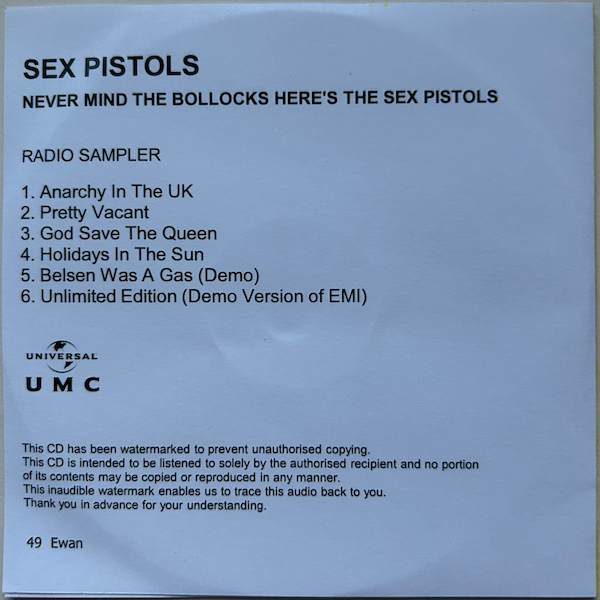 SEX PISTOLS
NEVER MIND THE BOLLOCKS HERE'S THE SEX PISTOLS
RADIO SAMPLER
1. Anarchy In The UK
2. Pretty Vacant
3. God Save The Queen
4. Holidays In The Sun
5. Belsen Was A Gas (Demo)
6. Unlimited Edition (Demo Version of EMI)
UNIVERSAL
UMC
This CD has been watermarked to prevent unauthorised copying.
This CD is intended to be listened to solely by the authorised recipient and no portion
of its contents may be copied or reproduced in any manner.
This inaudible watermark enables us to trace this audio back to you.
Thank you in advance for your understanding.
49 Ewan